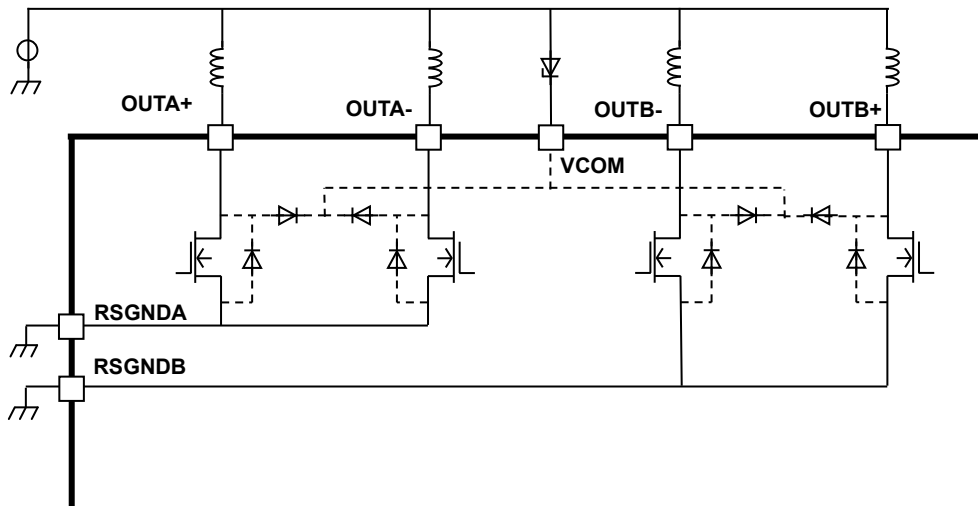 OUTA+
OUTA-
OUTB-
OUTB+
VCOM
RSGNDA
RSGNDB